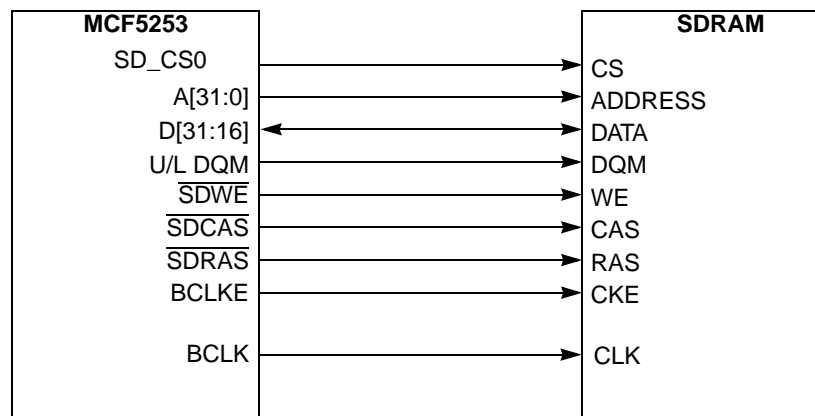 MCF5253 SDRAM
SD_CS0 CS
A[31:0] ADDRESS
D[31:16] DATA
U/L DQM DQM
SDWE WE
SDCAS CAS
SDRAS RAS
BCLKE CKE
BCLK CLK